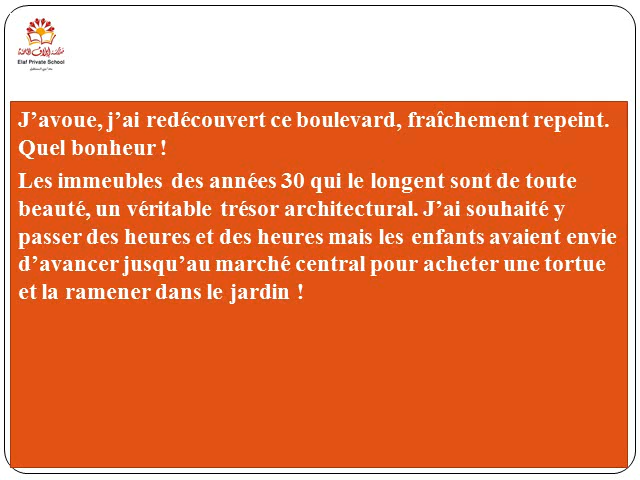 Elaf Private School
J’avoue, j’ai redécouvert ce boulevard, fraîchement repeint.
Quel bonheur !
Les immeubles des années 30 qui le longent sont de toute
beauté, un véritable trésor architectural. J’ai souhaité y
passer des heures et des heures mais les enfants avaient envie
d’avancer jusqu’au marché central pour acheter une tortue
et la ramener dans le jardin !